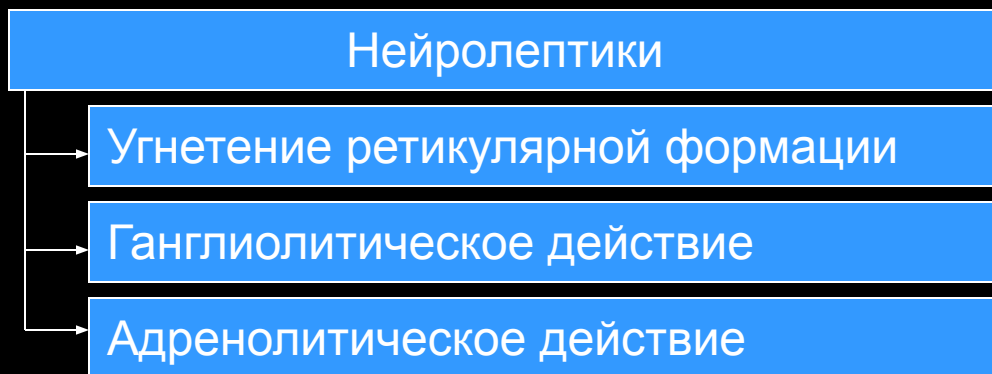 Нейролептики
Угнетение ретикулярной формации
Ганглиолитическое действие
Адренолитическое действие